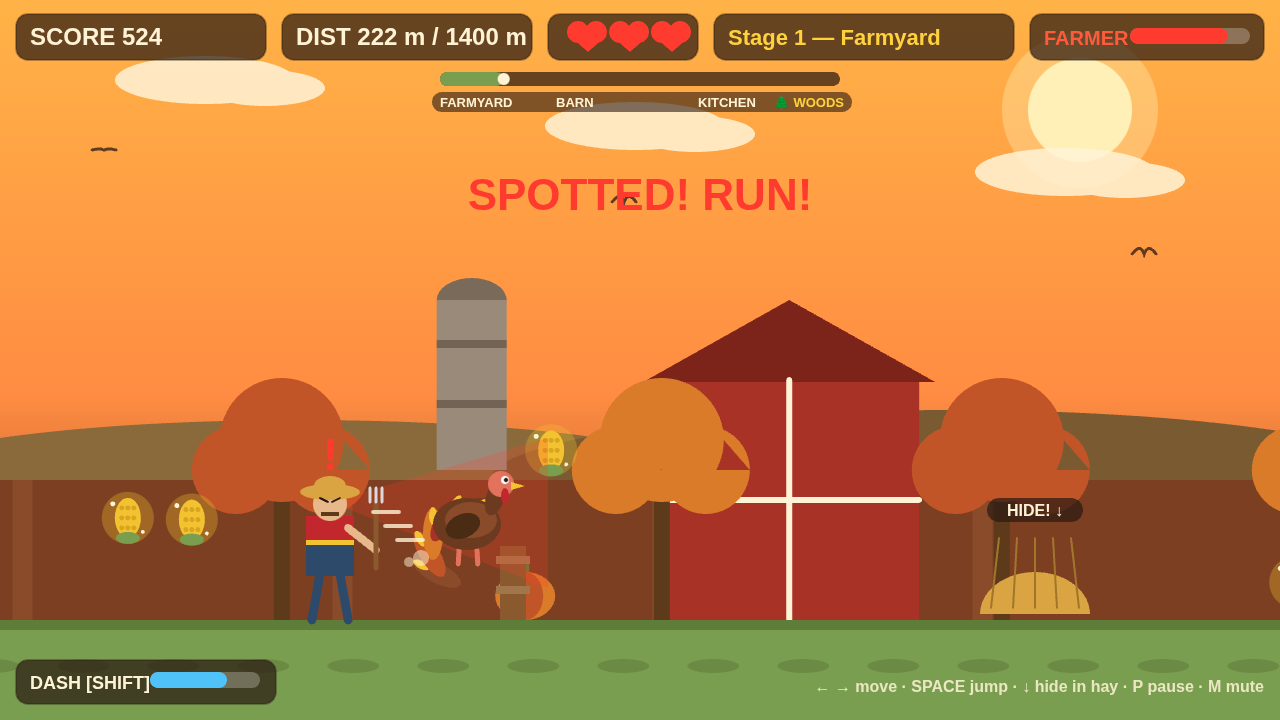 SCORE 524
DIST 222 m / 1400 m
Stage 1 — Farmyard
FARMER
FARMYARD BARN KITCHEN 🌲 WOODS
SPOTTED! RUN!
!
HIDE! ↓
DASH [SHIFT]
← → move · SPACE jump · ↓ hide in hay · P pause · M mute